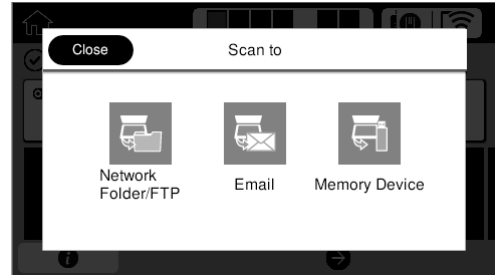 Close
Scan to
Network
Folder/FTP
Email
Memory Device
i